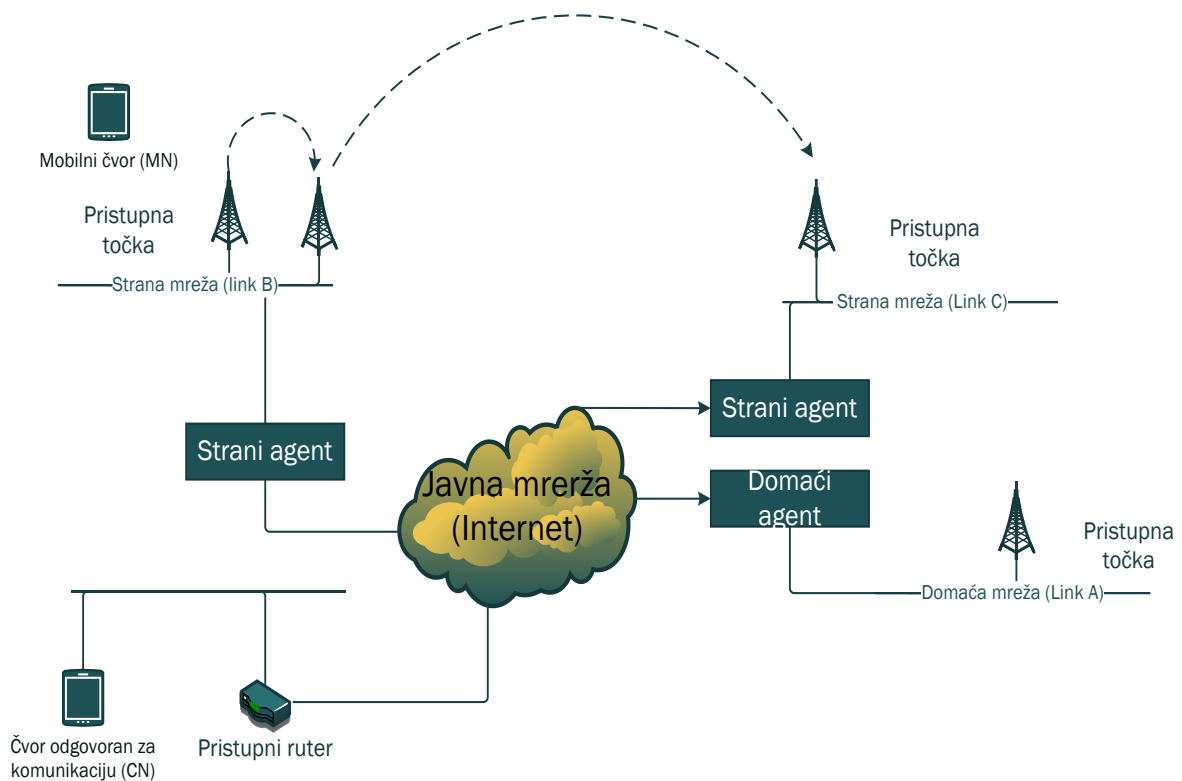 Mobilni čvor (MN)
Pristupna
točka
Pristupna
točka
Strana mreža (link B)
Strana mreža (Link C)
Strani agent
Strani agent
Javna mrerža
(Internet)
Domaći
agent
Pristupna
točka
Domaća mreža (Link A)
Čvor odgovoran za
komunikaciju (CN)
Pristupni ruter